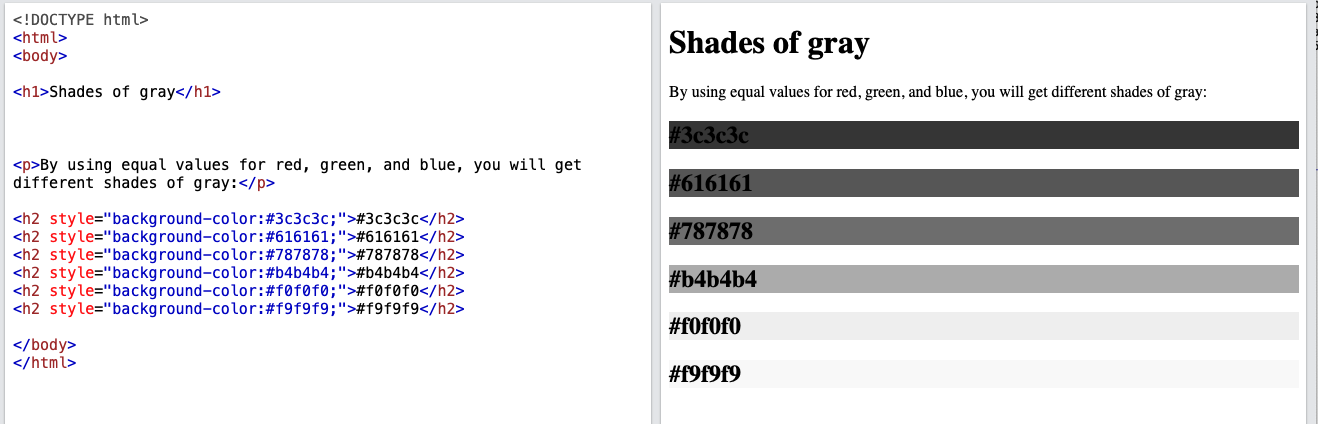 <!DOCTYPE html>
<html>
<body>
<h1>Shades of gray</h1>
<p>By using equal values for red, green, and blue, you will get
different shades of gray:</p>
<h2 style="background-color:#3c3c3c;">#3c3c3c</h2>
<h2 style="background-color:#616161;">#616161</h2>
<h2 style="background-color:#787878;">#787878</h2>
<h2 style="background-color:#b4b4b4;">#b4b4b4</h2>
<h2 style="background-color:#f0f0f0;">#f0f0f0</h2>
<h2 style="background-color:#f9f9f9;">#f9f9f9</h2>
</body>
</html>
Shades of gray
By using equal values for red, green, and blue, you will get different shades of gray:
#3c3c3c
#616161
#787878
#b4b4b4
#f0f0f0
#f9f9f9